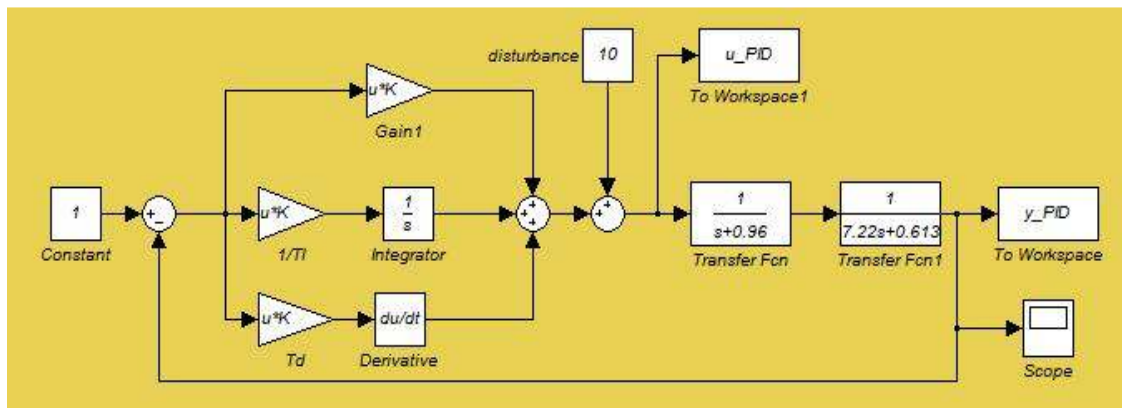 disturbance
10
u_PID
To Workspace1
u*K
Gain1
1
Constant
+
−
u*K
1/TI
1
s
Integrator
+
+
+
+
+
1
s+0.96
Transfer Fcn
1
7.22s+0.613
Transfer Fcn1
y_PID
To Workspace
u*K
Td
du/dt
Derivative
Scope